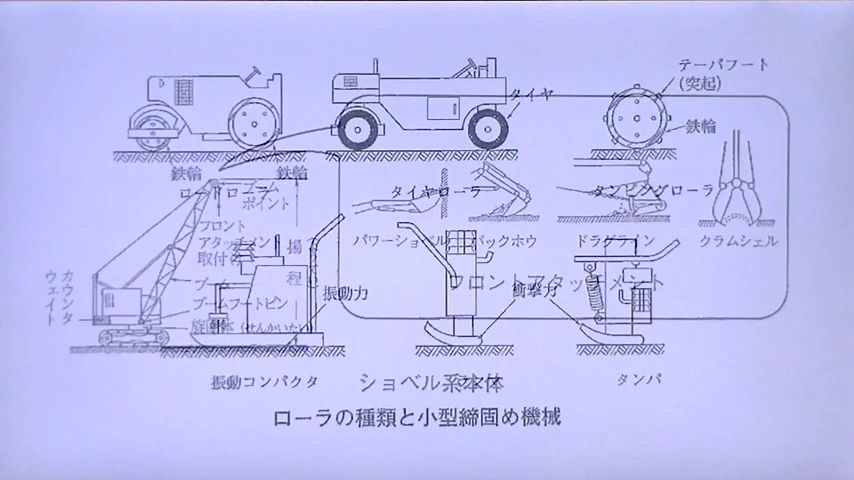 テーパフート
(突起)
タイヤ
鉄輪
鉄輪
鉄輪
ロードローラ
タイヤローラ
タンピングローラ
ブーム
ポイント
フロント
アタッチメント
取付け
揚程
パワーショベル
バックホウ
ドラグライン
クラムシェル
カウンタ
ウェイト
ブーム
ブームフートピン
旋回体(せんかいたい)
振動力
衝撃力
フロントアタッチメント
振動コンパクタ
ショベル系本体
ランマ
タンパ
ローラの種類と小型締固め機械